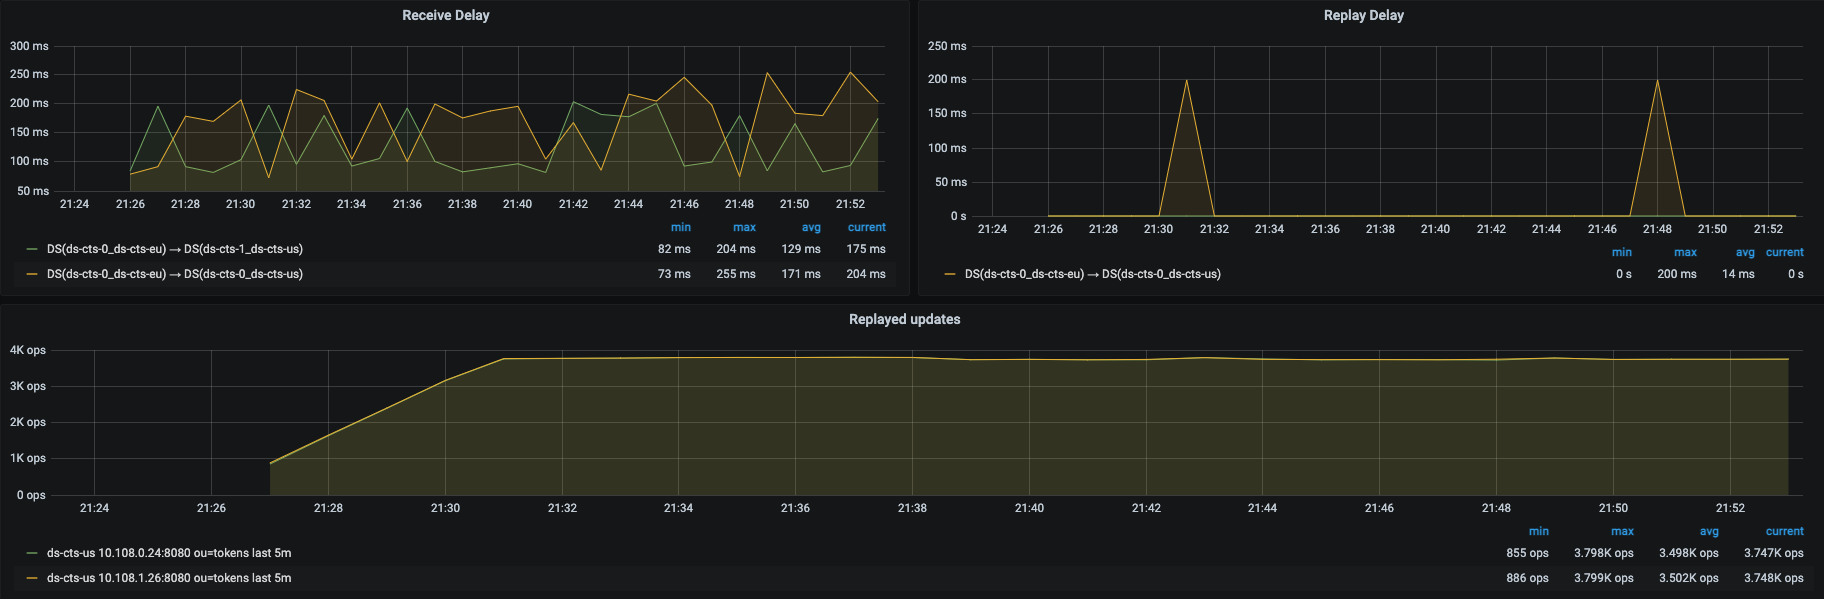 Receive Delay
300 ms
250 ms
200 ms
150 ms
100 ms
50 ms
21:24 21:26 21:28 21:30 21:32 21:34 21:36 21:38 21:40 21:42 21:44 21:46 21:48 21:50 21:52
min max avg current
DS(ds-cts-0_ds-cts-eu) → DS(ds-cts-1_ds-cts-us) 82 ms 204 ms 129 ms 175 ms
DS(ds-cts-0_ds-cts-eu) → DS(ds-cts-0_ds-cts-us) 73 ms 255 ms 171 ms 204 ms
Replay Delay
250 ms
200 ms
150 ms
100 ms
50 ms
0 s
21:24 21:26 21:28 21:30 21:32 21:34 21:36 21:38 21:40 21:42 21:44 21:46 21:48 21:50 21:52
min max avg current
DS(ds-cts-0_ds-cts-eu) → DS(ds-cts-0_ds-cts-us) 0 s 200 ms 14 ms 0 s
Replayed updates
4K ops
3K ops
2K ops
1K ops
0 ops
21:24 21:26 21:28 21:30 21:32 21:34 21:36 21:38 21:40 21:42 21:44 21:46 21:48 21:50 21:52
min max avg current
ds-cts-us 10.108.0.24:8080 ou=tokens last 5m 855 ops 3.798K ops 3.498K ops 3.747K ops
ds-cts-us 10.108.1.26:8080 ou=tokens last 5m 886 ops 3.799K ops 3.502K ops 3.748K ops